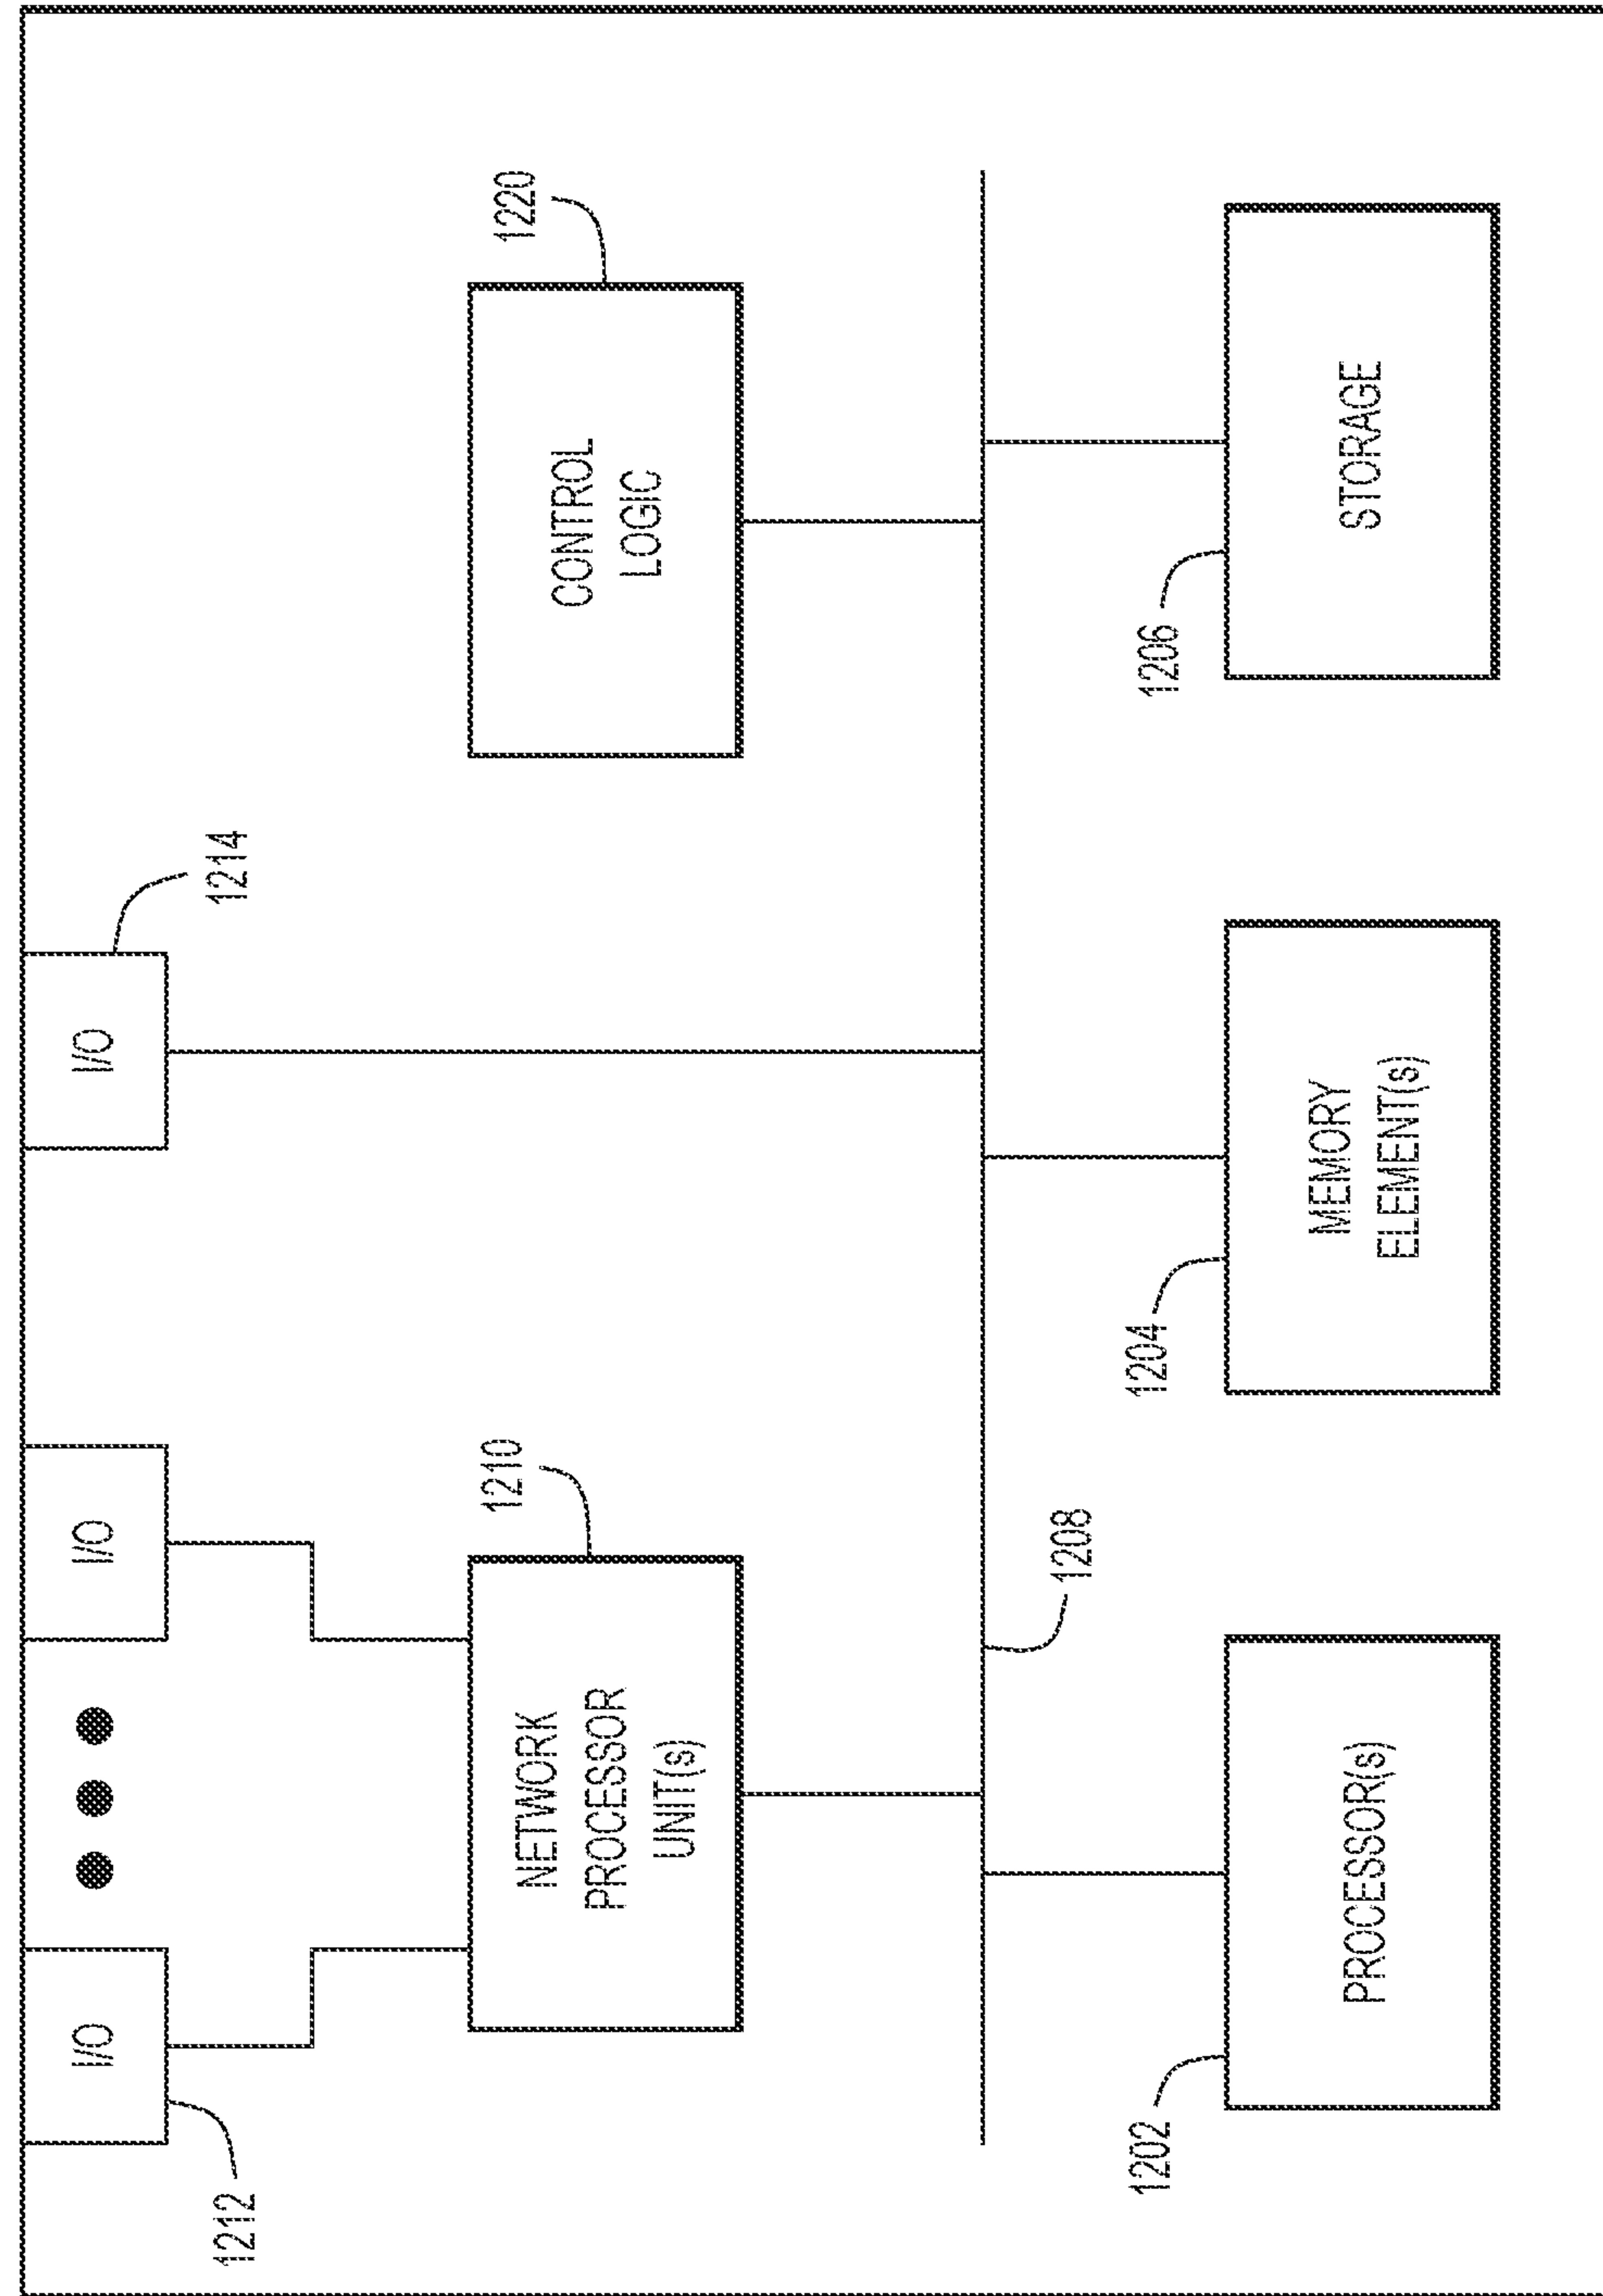 I/O
I/O
I/O
1212
1214
1210
1220
NETWORK
PROCESSOR
UNIT(s)
CONTROL
LOGIC
1208
1202
1204
1206
PROCESSOR(s)
MEMORY
ELEMENT(s)
STORAGE